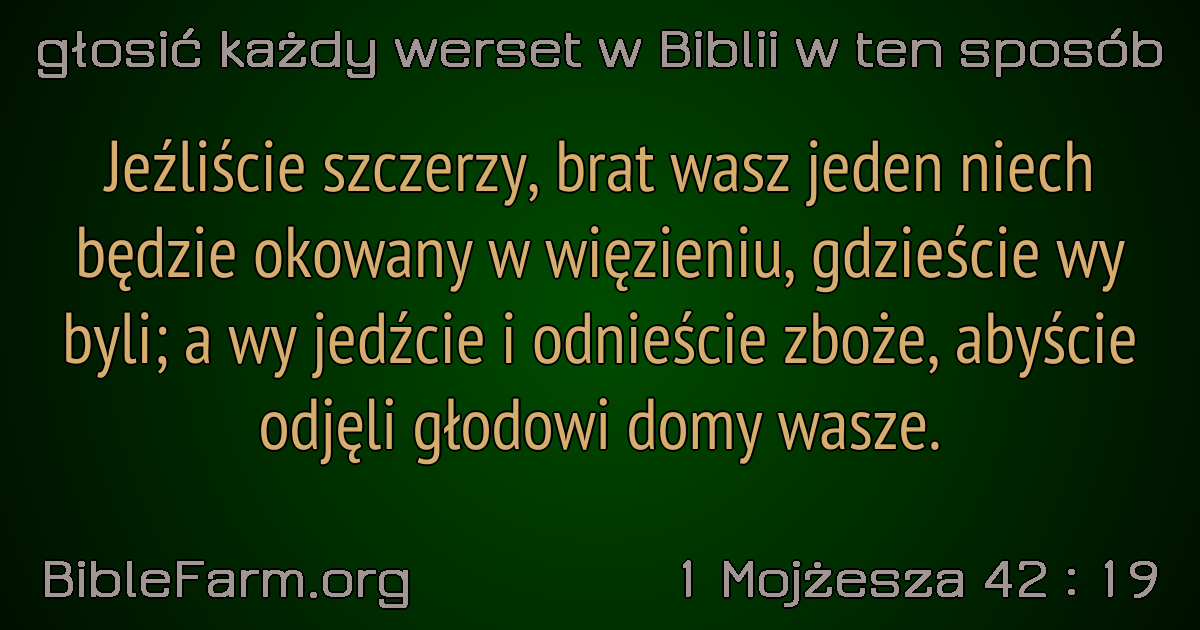 głosić każdy werset w Biblii w ten sposób
Jeźliście szczerzy, brat wasz jeden niech
będzie okowany w więzieniu, gdzieście wy
byli; a wy jedźcie i odnieście zboże, abyście
odjęli głodowi domy wasze.
BibleFarm.org
1 Mojżesza 42 : 19